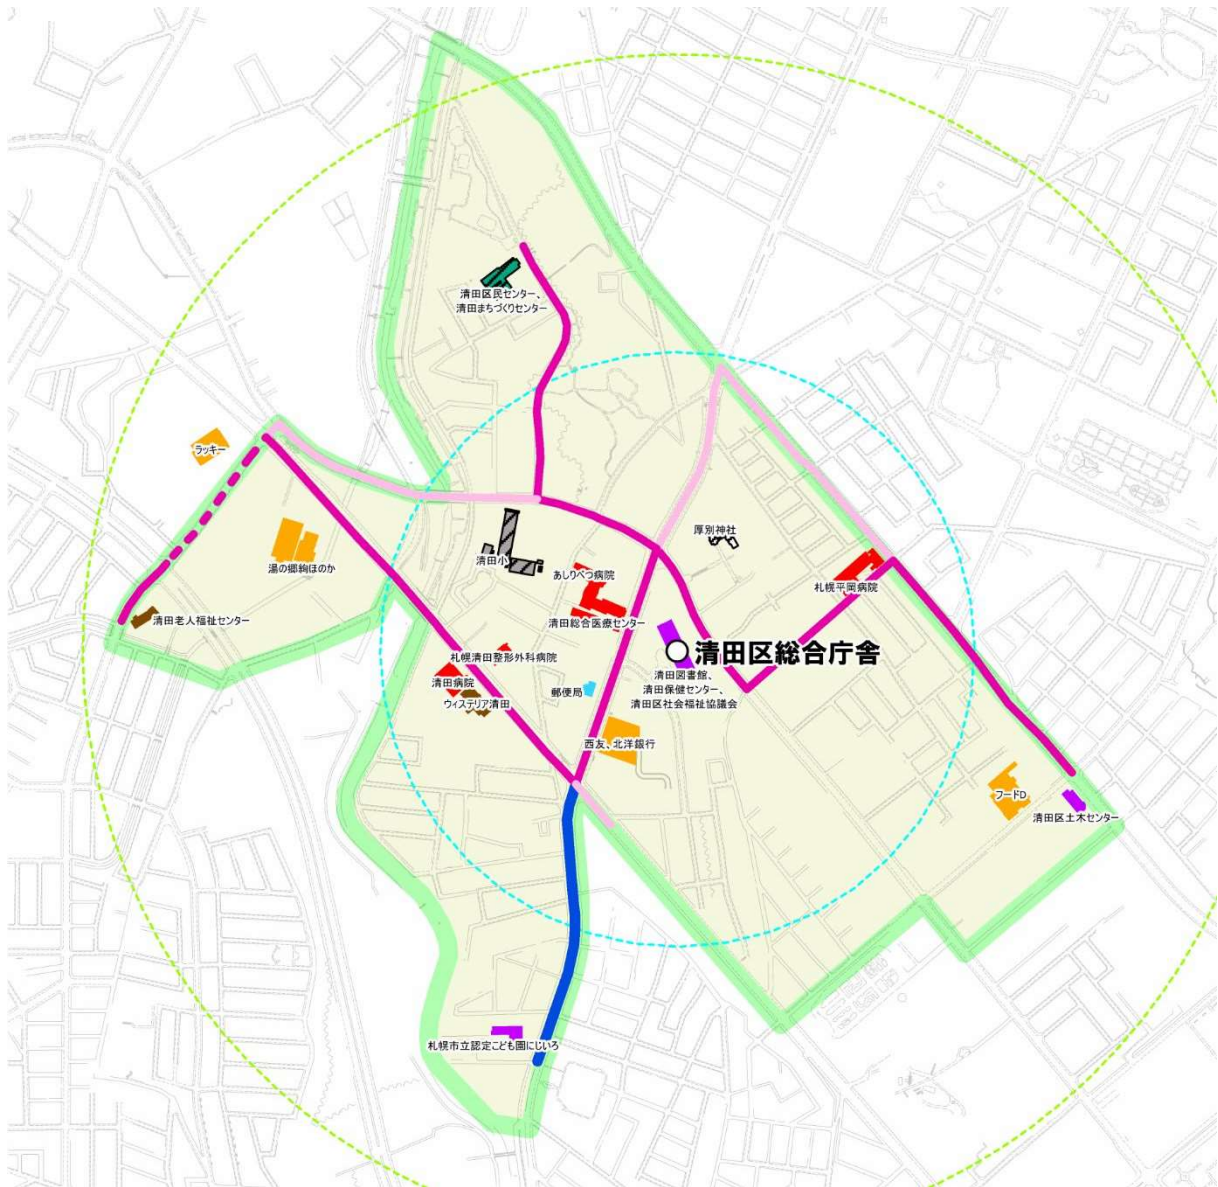 清田区民センター、
清田まちづくりセンター
ラッキー
湯の郷絢ほのか
清田小
厚別神社
あしりべつ病院
札幌平岡病院
清田老人福祉センター
清田総合医療センター
清田区総合庁舎
札幌清田整形外科病院
清田病院
ウィステリア清田
郵便局
清田図書館、
清田保健センター、
清田区社会福祉協議会
西友、北洋銀行
フードD
清田区土木センター
札幌市立認定こども園にじいろ